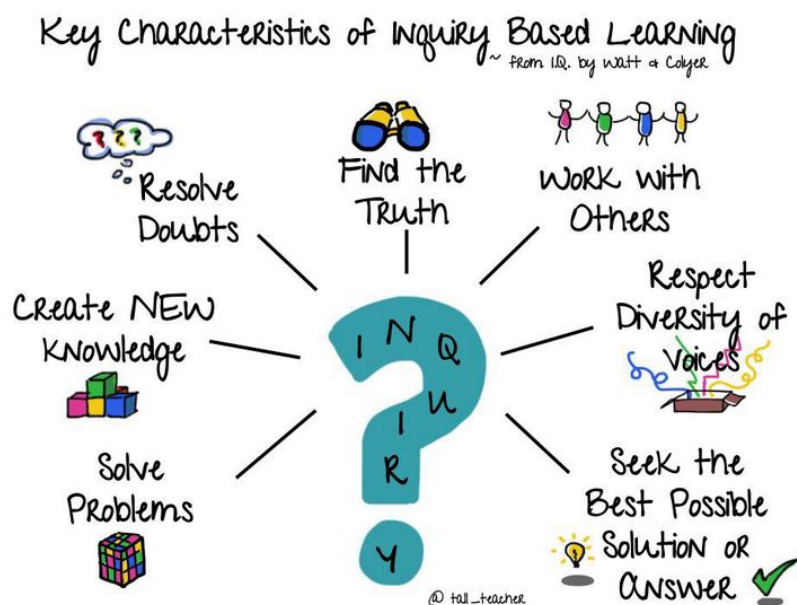 Key Characteristics of Inquiry Based Learning
~ from I.Q. by Watt & Colyer
? ? ?
Resolve
Doubts
Find the
Truth
Work with
Others
Create NEW
Knowledge
Respect
Diversity of
Voices
Solve
Problems
Seek the
Best Possible
Solution or
Answer
INQUIRY
@ tall_teacher